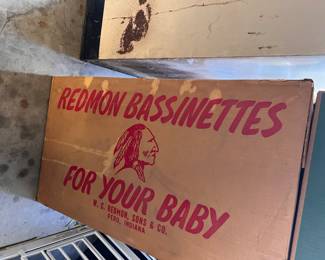 REDMON BASSINETTES
FOR YOUR BABY
W. C. REDMON, SONS & CO.
PERU, INDIANA